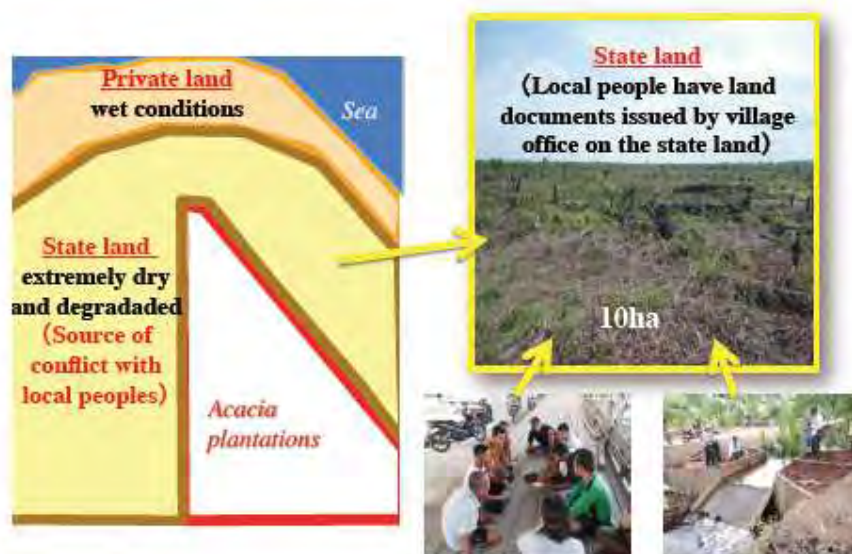 Private land
wet conditions
Sea
State land
extremely dry
and degradaded
(Source of
conflict with
local peoples)
Acacia
plantations
State land
(Local people have land
documents issued by village
office on the state land)
10ha